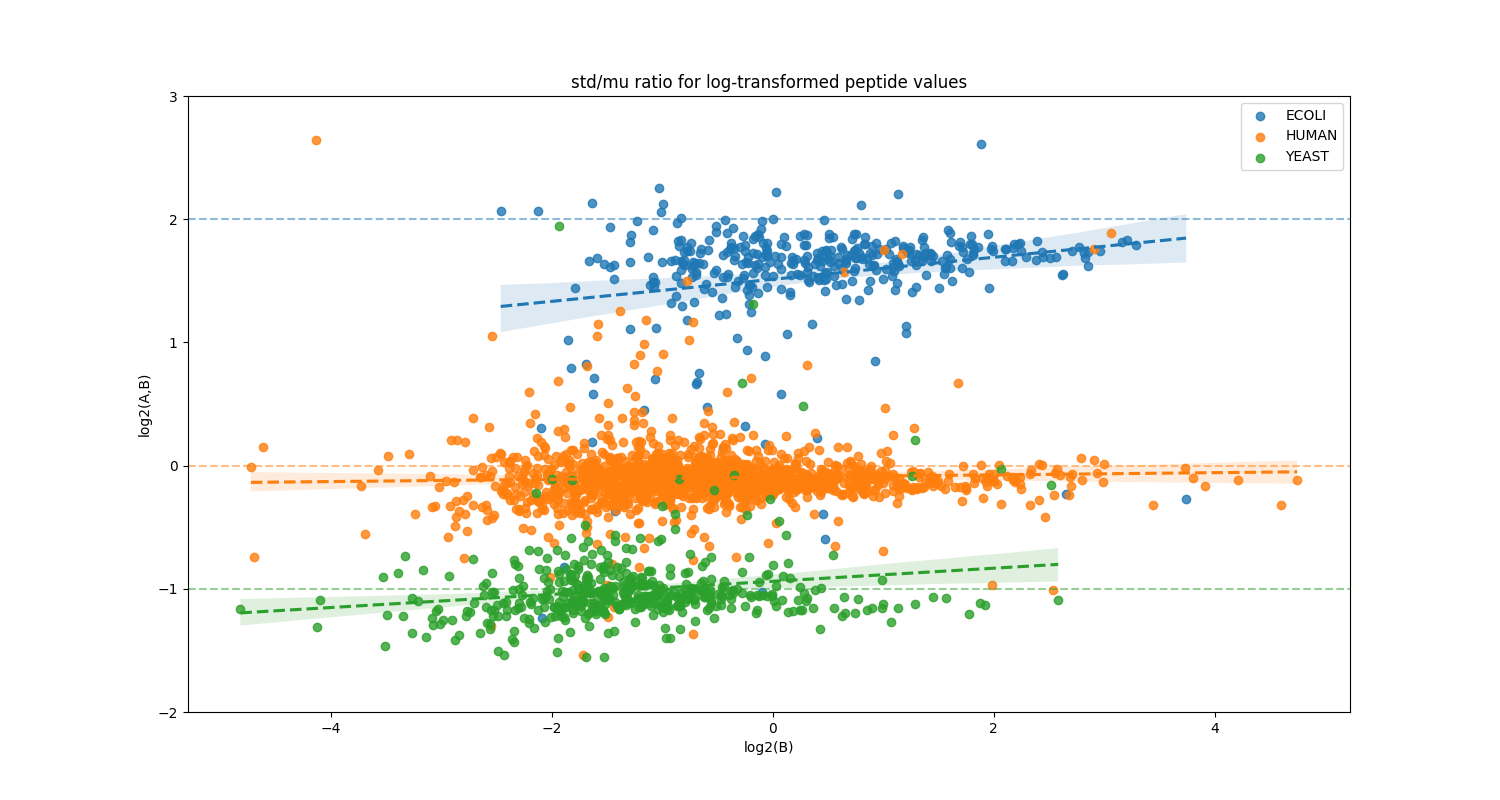 std/mu ratio for log-transformed peptide values
3
2
1
0
−1
−2
log2(A,B)
ECOLI
HUMAN
YEAST
−4
−2
0
2
4
log2(B)